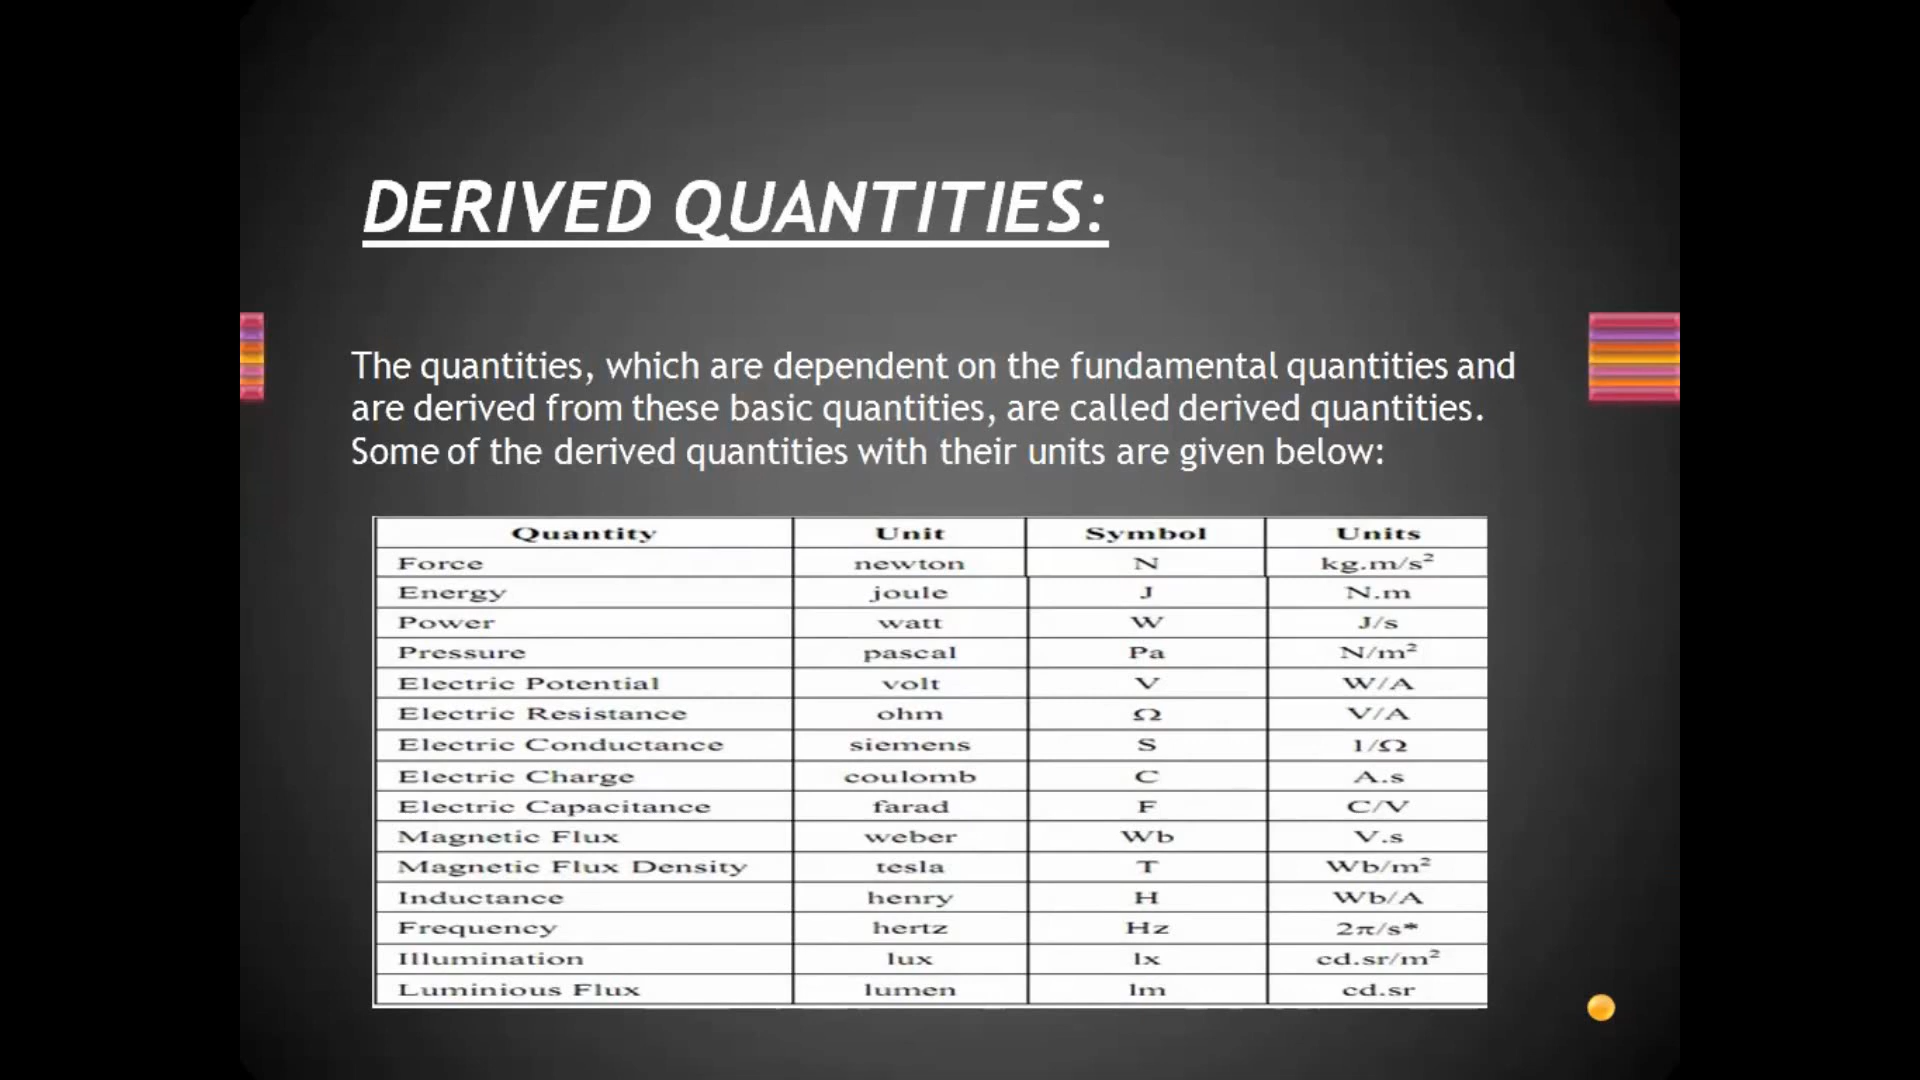 DERIVED QUANTITIES:
The quantities, which are dependent on the fundamental quantities and
are derived from these basic quantities, are called derived quantities.
Some of the derived quantities with their units are given below:
Quantity Unit Symbol Units
Force newton N kg.m/s²
Energy joule J N.m
Power watt W J/s
Pressure pascal Pa N/m²
Electric Potential volt V W/A
Electric Resistance ohm Ω V/A
Electric Conductance siemens S 1/Ω
Electric Charge coulomb C A.s
Electric Capacitance farad F C/V
Magnetic Flux weber Wb V.s
Magnetic Flux Density tesla T Wb/m²
Inductance henry H Wb/A
Frequency hertz Hz 2π/s*
Illumination lux lx cd.sr/m²
Luminious Flux lumen lm cd.sr